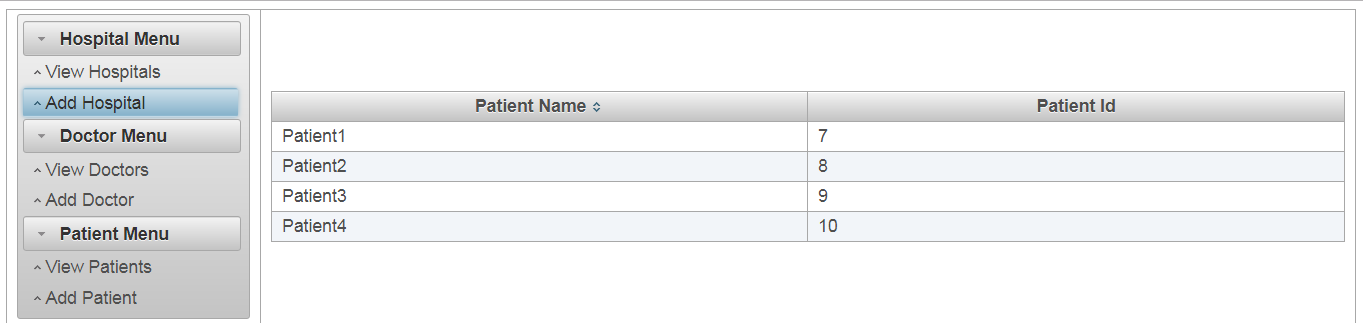 Hospital Menu
View Hospitals
Add Hospital
Doctor Menu
View Doctors
Add Doctor
Patient Menu
View Patients
Add Patient
Patient Name Patient Id
Patient1 7
Patient2 8
Patient3 9
Patient4 10